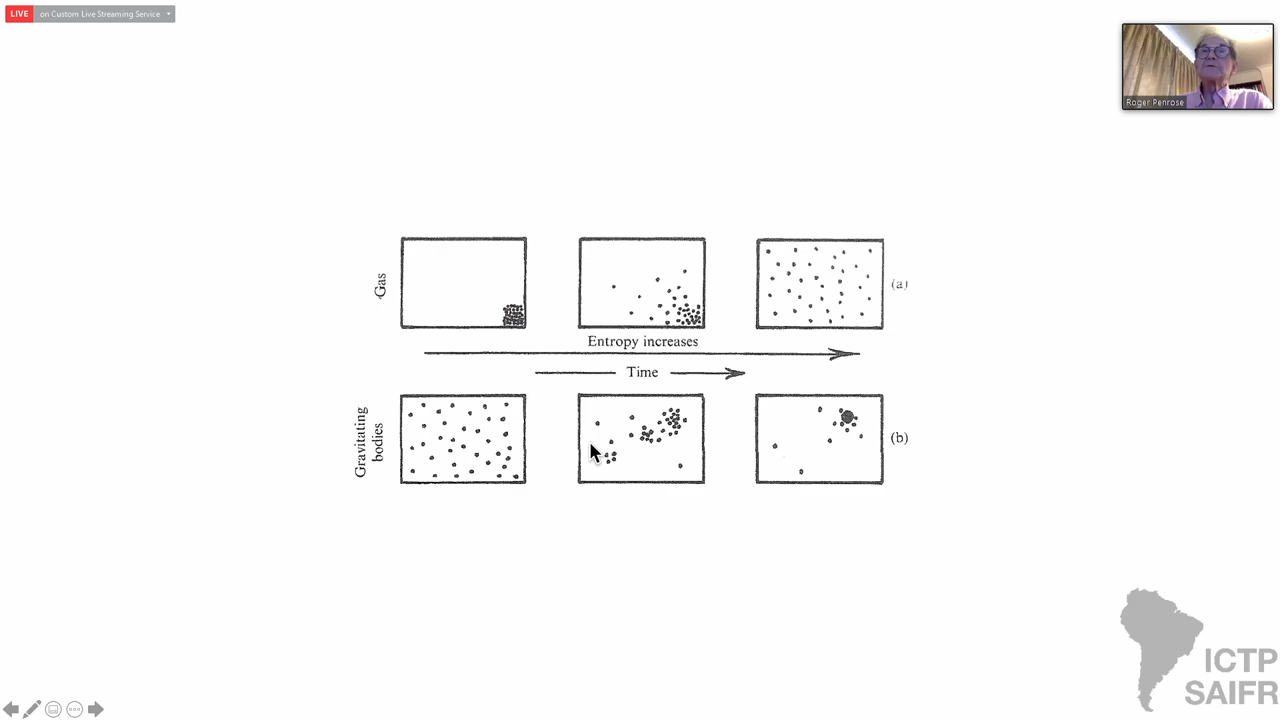 LIVE on Custom Live Streaming Service
Roger Penrose
Gas
(a)
Entropy increases
Time
Gravitating
bodies
(b)
ICTP
SAIFR